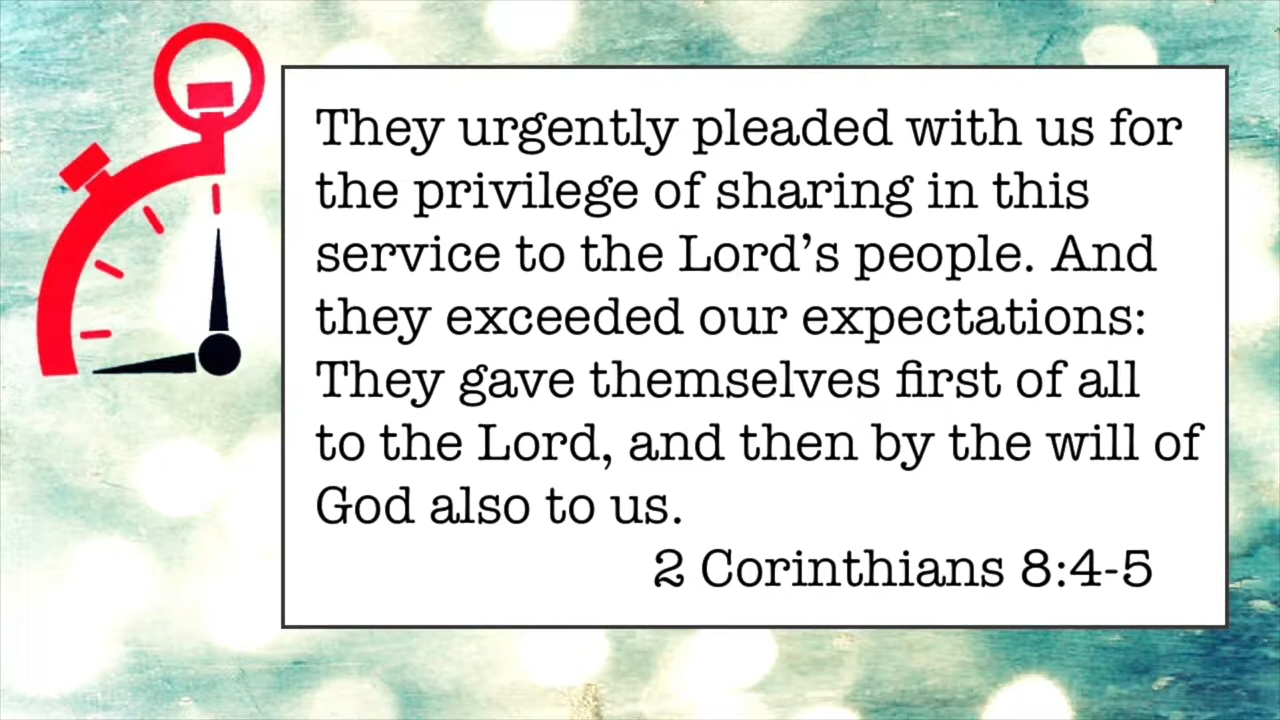 They urgently pleaded with us for
the privilege of sharing in this
service to the Lord’s people. And
they exceeded our expectations:
They gave themselves first of all
to the Lord, and then by the will of
God also to us.
2 Corinthians 8:4-5